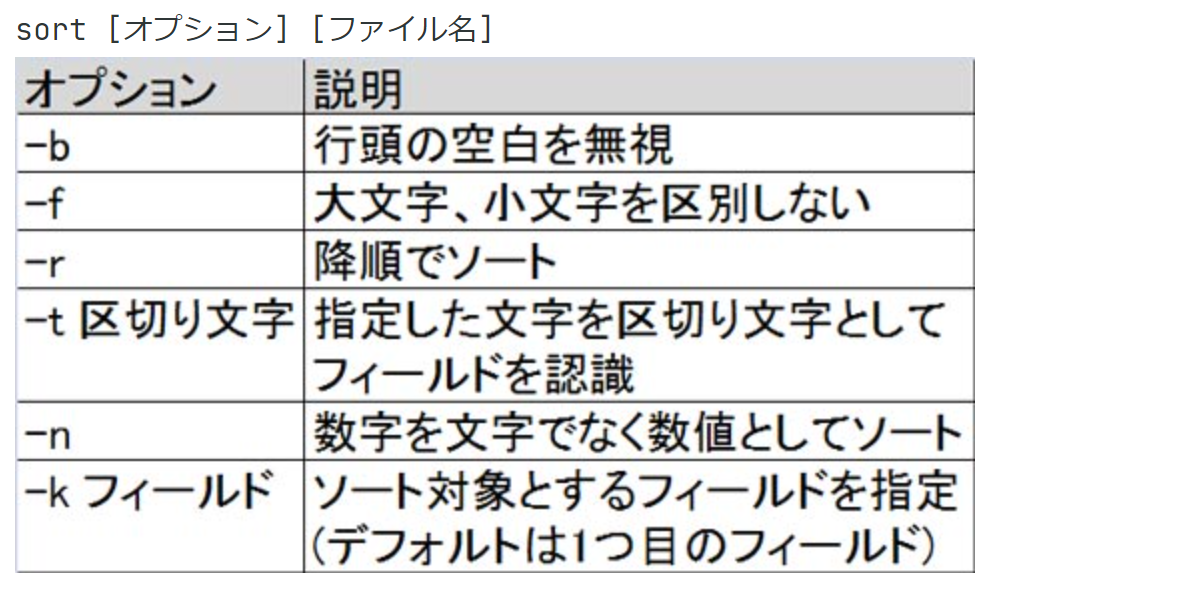 sort [オプション] [ファイル名]
オプション 説明
-b 行頭の空白を無視
-f 大文字、小文字を区別しない
-r 降順でソート
-t 区切り文字 指定した文字を区切り文字として
フィールドを認識
-n 数字を文字でなく数値としてソート
-k フィールド ソート対象とするフィールドを指定
(デフォルトは1つ目のフィールド)